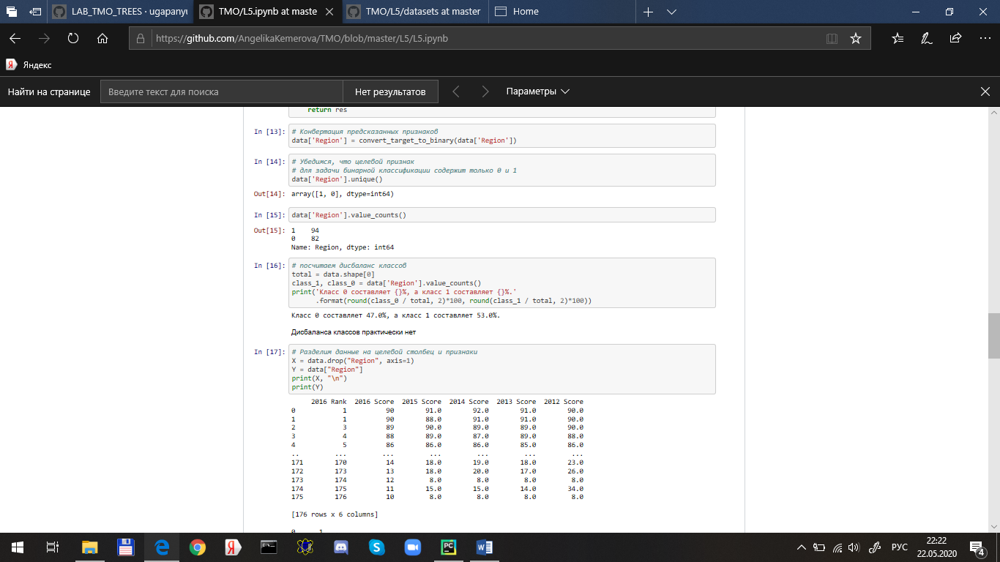 LAB_TMO_TREES · ugapanyu
TMO/L5.ipynb at maste
TMO/L5/datasets at master
Home
https://github.com/AngelikaKemerova/TMO/blob/master/L5/L5.ipynb
Яндекс
Найти на странице
Введите текст для поиска
Нет результатов
Параметры
return res
In [13]:
# Конвертация предсказанных признаков
data['Region'] = convert_target_to_binary(data['Region'])
In [14]:
# Убедимся, что целевой признак
# для задачи бинарной классификации содержит только 0 и 1
data['Region'].unique()
Out[14]: array([1, 0], dtype=int64)
In [15]: data['Region'].value_counts()
Out[15]: 1 94
0 82
Name: Region, dtype: int64
In [16]:
# посчитаем дисбаланс классов
total = data.shape[0]
class_1, class_0 = data['Region'].value_counts()
print('Класс 0 составляет {}%, а класс 1 составляет {}%.'
.format(round(class_0 / total, 2)*100, round(class_1 / total, 2)*100))
Класс 0 составляет 47.0%, а класс 1 составляет 53.0%.
Дисбаланса классов практически нет
In [17]:
# Разделим данные на целевой столбец и признаки
X = data.drop("Region", axis=1)
Y = data["Region"]
print(X, "\n")
print(Y)
2016 Rank 2016 Score 2015 Score 2014 Score 2013 Score 2012 Score
0 1 90 91.0 92.0 91.0 90.0
1 1 90 88.0 91.0 91.0 90.0
2 3 89 90.0 89.0 89.0 90.0
3 4 88 89.0 87.0 89.0 88.0
4 5 86 86.0 86.0 85.0 86.0
.. ... ... ... ... ... ...
171 170 14 18.0 19.0 18.0 23.0
172 173 13 18.0 20.0 17.0 26.0
173 174 12 8.0 8.0 8.0 8.0
174 175 11 15.0 15.0 14.0 34.0
175 176 10 8.0 8.0 8.0 8.0
[176 rows x 6 columns]
0 1
РУС
22:22
22.05.2020
4